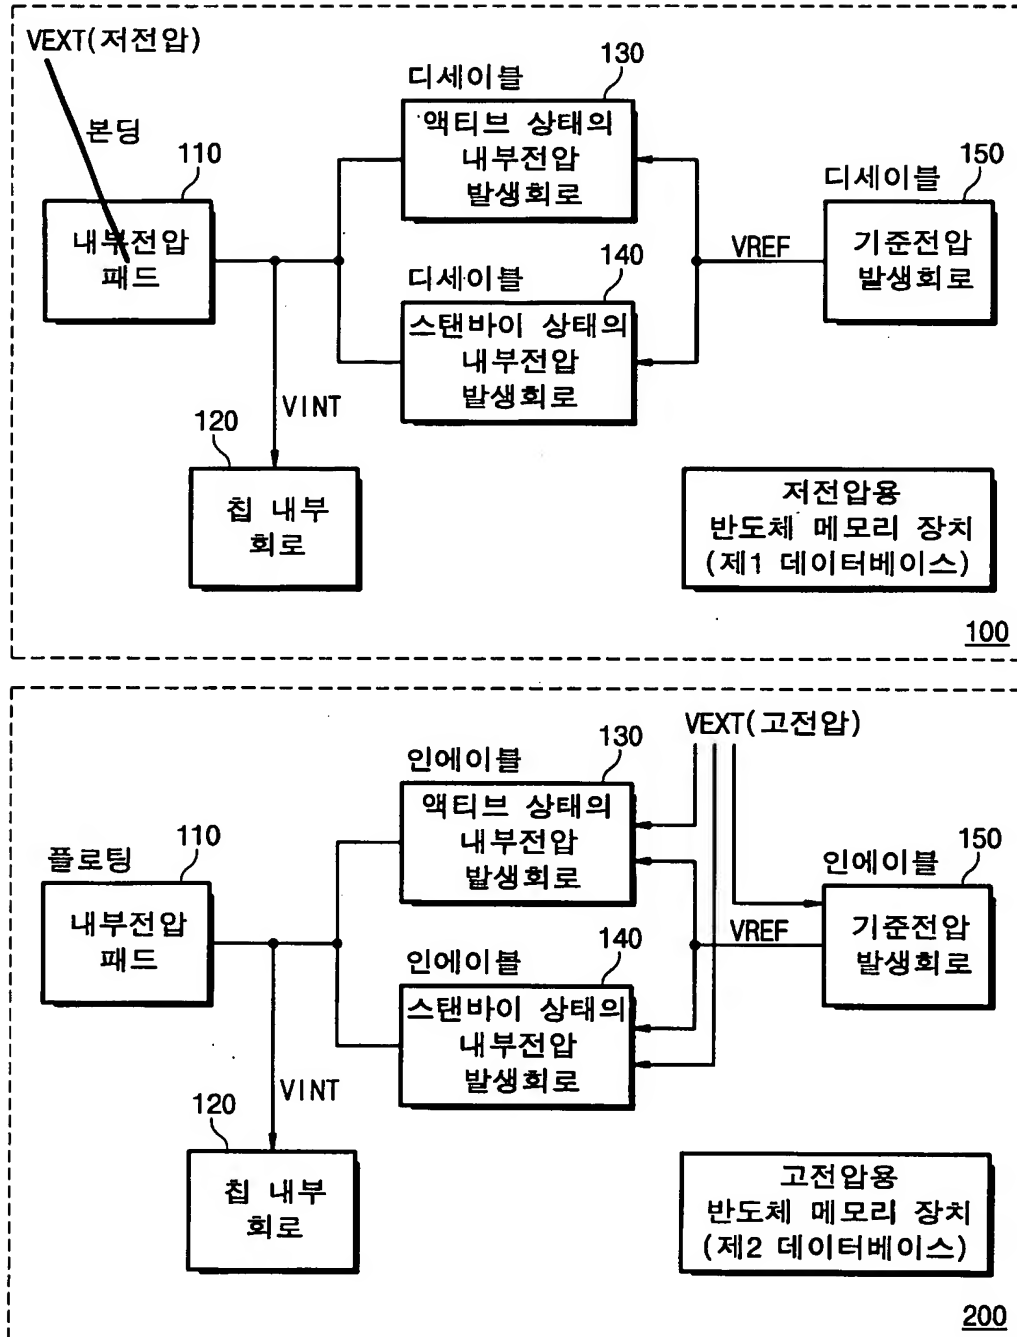 VEXT(저전압)
본딩
110
내부전압
패드
디세이블
130
액티브 상태의
내부전압
발생회로
디세이블
140
스탠바이 상태의
내부전압
발생회로
VREF
디세이블
150
기준전압
발생회로
VINT
120
칩 내부
회로
저전압용
반도체 메모리 장치
(제1 데이터베이스)
100
VEXT(고전압)
플로팅
110
내부전압
패드
인에이블
130
액티브 상태의
내부전압
발생회로
인에이블
140
스탠바이 상태의
내부전압
발생회로
VREF
인에이블
150
기준전압
발생회로
VINT
120
칩 내부
회로
고전압용
반도체 메모리 장치
(제2 데이터베이스)
200